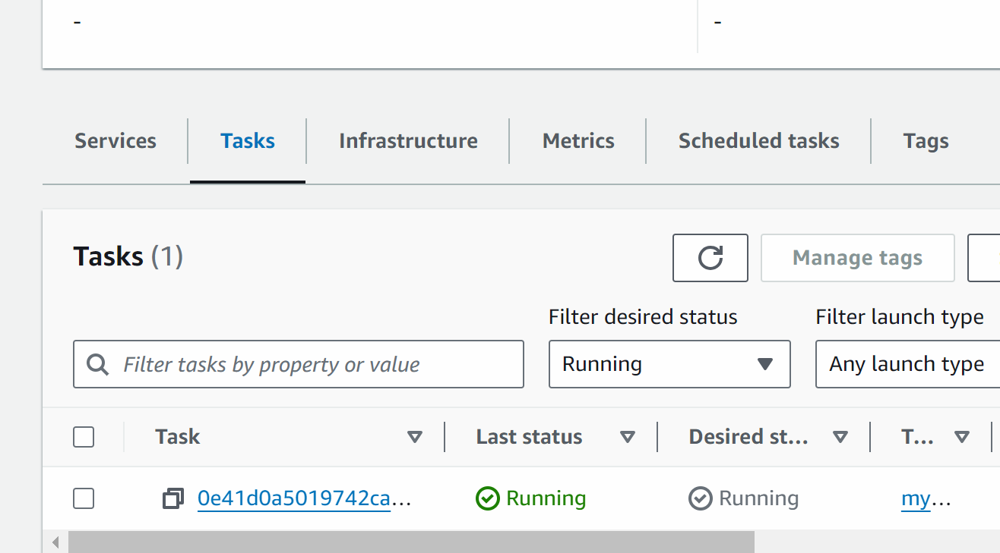 - -
Services Tasks Infrastructure Metrics Scheduled tasks Tags
Tasks (1) Manage tags
Filter desired status Filter launch type
Filter tasks by property or value Running Any launch type
Task Last status Desired st... T...
0e41d0a5019742ca... Running Running my...